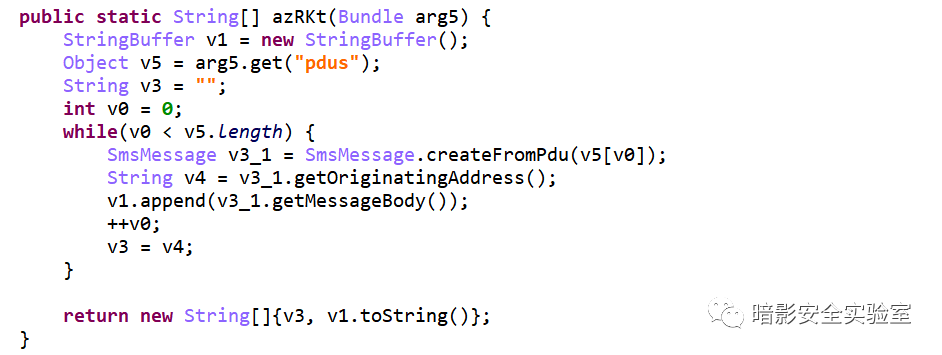 public static String[] azRKt(Bundle arg5) {
    StringBuffer v1 = new StringBuffer();
    Object v5 = arg5.get("pdus");
    String v3 = "";
    int v0 = 0;
    while(v0 < v5.length) {
        SmsMessage v3_1 = SmsMessage.createFromPdu(v5[v0]);
        String v4 = v3_1.getOriginatingAddress();
        v1.append(v3_1.getMessageBody());
        ++v0;
        v3 = v4;
    }

    return new String[]{v3, v1.toString()};
}
暗影安全实验室